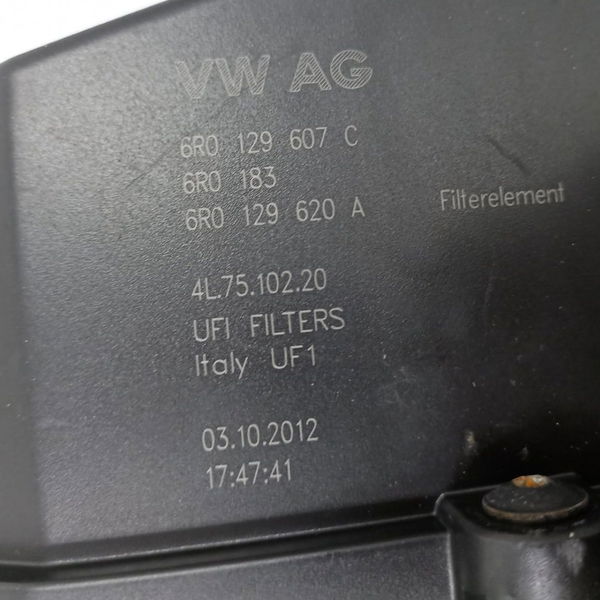 VW AG
6R0 129 607 C
6R0 183
6R0 129 620 A
Filterelement
4L.75.102.20
UFI FILTERS
Italy UF1
03.10.2012
17:47:41